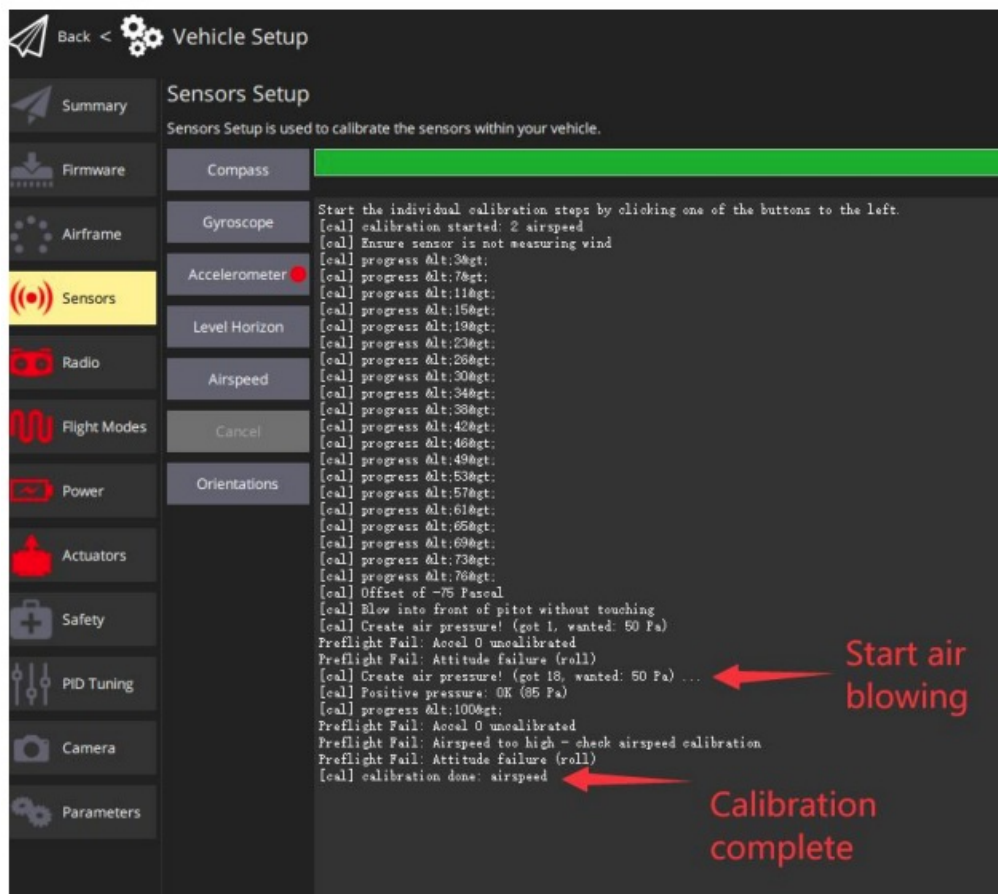 Back < Vehicle Setup
Summary
Firmware
Airframe
Sensors
Radio
Flight Modes
Power
Actuators
Safety
PID Tuning
Camera
Parameters
Sensors Setup
Sensors Setup is used to calibrate the sensors within your vehicle.
Compass
Gyroscope
Accelerometer
Level Horizon
Airspeed
Cancel
Orientations
Start the individual calibration steps by clicking one of the buttons to the left.
[cal] calibration started: 2 airspeed
[cal] Ensure sensor is not measuring wind
[cal] progress &lt;3&gt;
[cal] progress &lt;7&gt;
[cal] progress &lt;11&gt;
[cal] progress &lt;15&gt;
[cal] progress &lt;19&gt;
[cal] progress &lt;23&gt;
[cal] progress &lt;26&gt;
[cal] progress &lt;30&gt;
[cal] progress &lt;34&gt;
[cal] progress &lt;38&gt;
[cal] progress &lt;42&gt;
[cal] progress &lt;46&gt;
[cal] progress &lt;49&gt;
[cal] progress &lt;53&gt;
[cal] progress &lt;57&gt;
[cal] progress &lt;61&gt;
[cal] progress &lt;65&gt;
[cal] progress &lt;69&gt;
[cal] progress &lt;73&gt;
[cal] progress &lt;76&gt;
[cal] Offset of -75 Pascal
[cal] Blow into front of pitot without touching
[cal] Create air pressure! (got 1, wanted: 50 Pa)
Preflight Fail: Accel 0 uncalibrated
Preflight Fail: Attitude failure (roll)
[cal] Create air pressure! (got 18, wanted: 50 Pa) ...
[cal] Positive pressure: OK (85 Pa)
[cal] progress &lt;100&gt;
Preflight Fail: Accel 0 uncalibrated
Preflight Fail: Airspeed too high - check airspeed calibration
Preflight Fail: Attitude failure (roll)
[cal] calibration done: airspeed
Start air
blowing
Calibration
complete